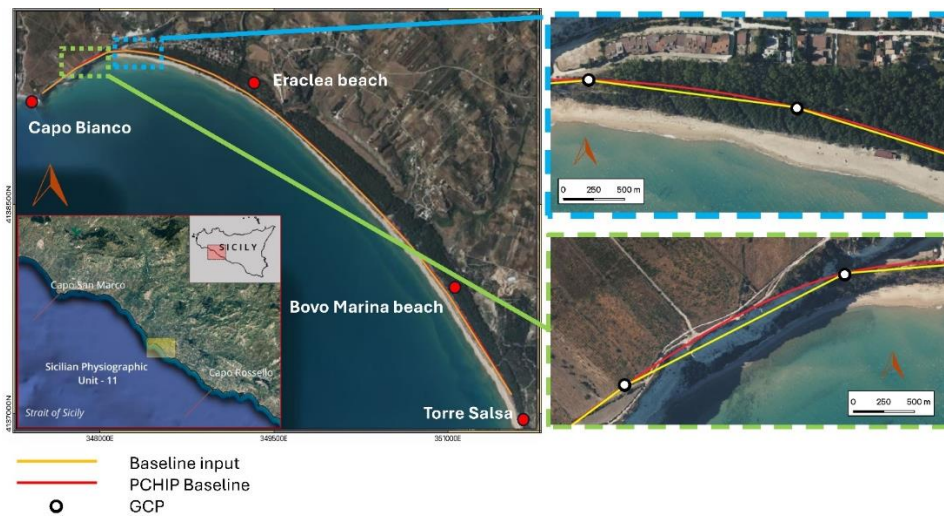 Eraclea beach
Capo Bianco
Bovo Marina beach
Torre Salsa
4138500N
4137000N
348000E
349500E
351000E
SICILY
Capo San Marco
Sicilian Physiographic
Unit - 11
Capo Rossello
Strait of Sicily
0 250 500 m
0 250 500 m
Baseline input
PCHIP Baseline
GCP